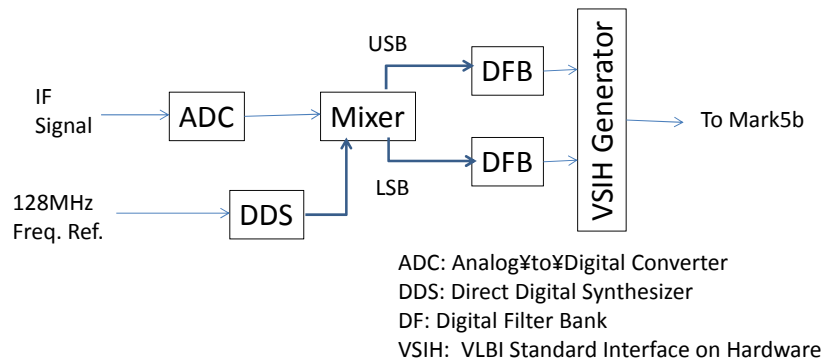 USB
DFB
IF
Signal
ADC
Mixer
VSIH Generator
To Mark5b
DFB
LSB
128MHz
Freq. Ref.
DDS
ADC: Analog¥to¥Digital Converter
DDS: Direct Digital Synthesizer
DF: Digital Filter Bank
VSIH: VLBI Standard Interface on Hardware